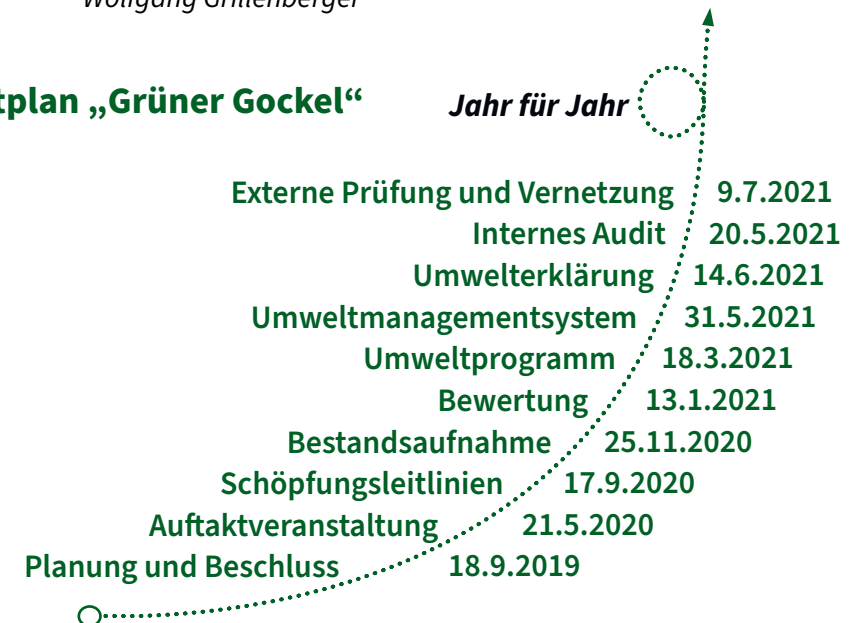 Wolfgang Grillenberger
tplan „Grüner Gockel“
Jahr für Jahr
Externe Prüfung und Vernetzung 9.7.2021
Internes Audit 20.5.2021
Umwelterklärung 14.6.2021
Umweltmanagementsystem 31.5.2021
Umweltprogramm 18.3.2021
Bewertung 13.1.2021
Bestandsaufnahme 25.11.2020
Schöpfungsleitlinien 17.9.2020
Auftaktveranstaltung 21.5.2020
Planung und Beschluss 18.9.2019